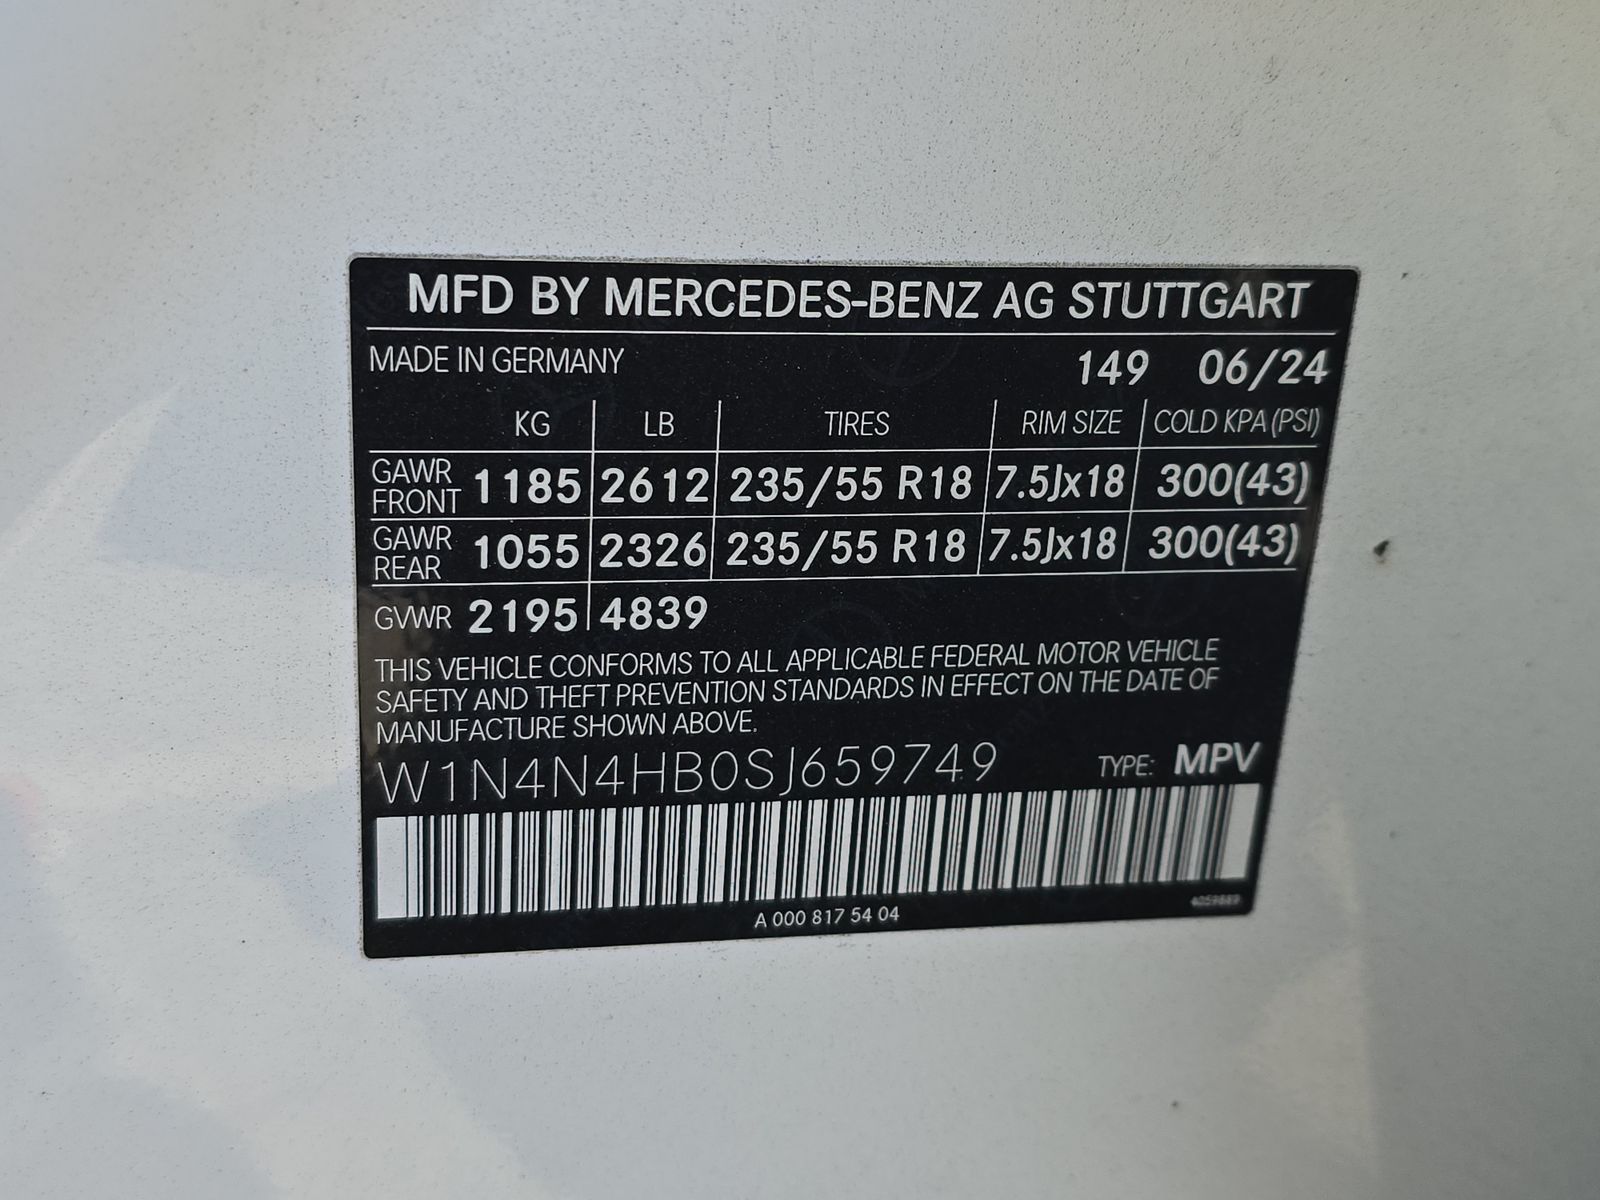 MFD BY MERCEDES-BENZ AG STUTTGART
MADE IN GERMANY 149 06/24
KG LB TIRES RIM SIZE COLD KPA (PSI)
GAWR FRONT 1185 2612 235/55 R18 7.5Jx18 300(43)
GAWR REAR 1055 2326 235/55 R18 7.5Jx18 300(43)
GVWR 2195 4839
THIS VEHICLE CONFORMS TO ALL APPLICABLE FEDERAL MOTOR VEHICLE
SAFETY AND THEFT PREVENTION STANDARDS IN EFFECT ON THE DATE OF
MANUFACTURE SHOWN ABOVE.
W1N4N4HB0SJ659749 TYPE: MPV
A 000 817 54 04